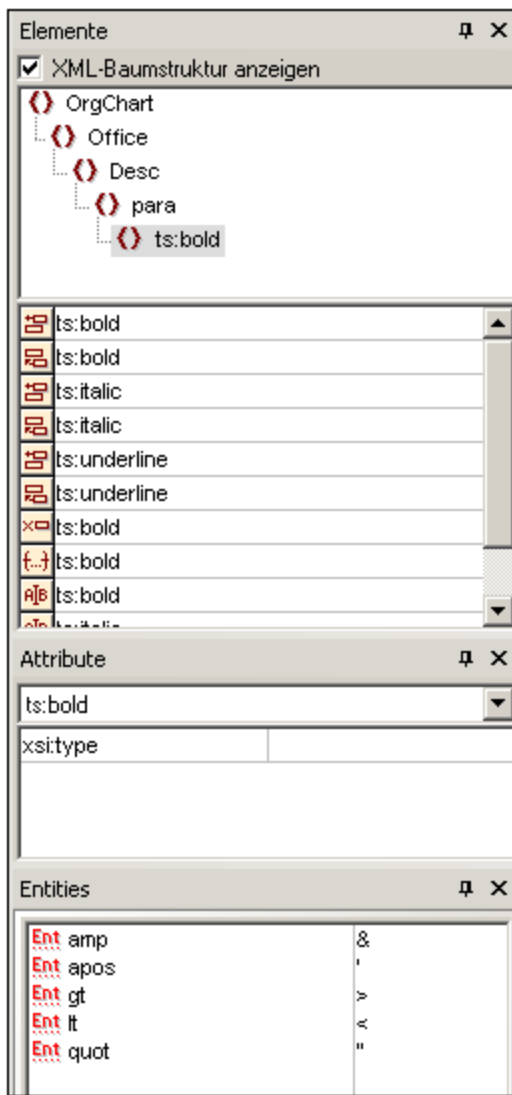 Elemente
XML-Baumstruktur anzeigen
OrgChart
Office
Desc
para
ts:bold
ts:bold
ts:bold
ts:italic
ts:italic
ts:underline
ts:underline
ts:bold
{...} ts:bold
A|B ts:bold
ts:italic
Attribute
ts:bold
xsi:type
Entities
Ent amp &
Ent apos '
Ent gt >
Ent lt <
Ent quot "